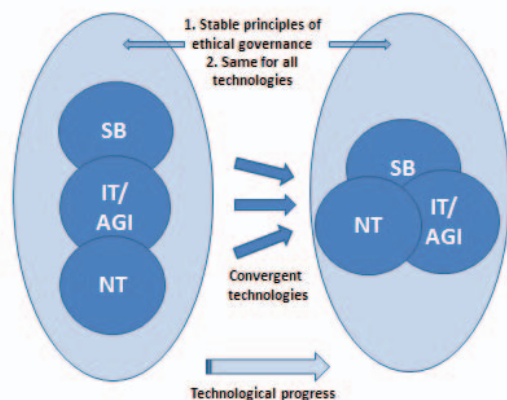 1. Stable principles of
ethical governance
2. Same for all
technologies
SB
IT/
AGI
NT
Convergent
technologies
SB
NT
IT/
AGI
Technological progress